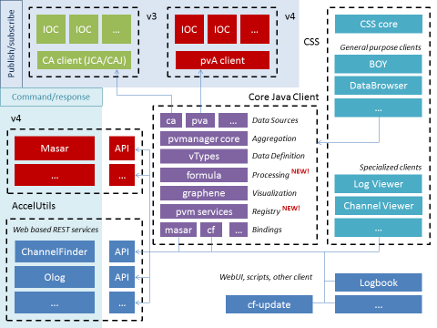 Publish/subscribe
IOC IOC ...
v3
IOC IOC ...
v4
CA client (JCA/CAJ)
pvA client
CSS
CSS core
General purpose clients
BOY
DataBrowser
...
Specialized clients
Log Viewer
Channel Viewer
...
Command/response
v4
Masar API
... ...
AccelUtils
Web based REST services
ChannelFinder API
Olog API
... ...
Core Java Client
ca pva ... Data Sources
pvmanager core Aggregation
vTypes Data Definition
formula Processing NEW!
graphene Visualization
pvm services Registry NEW!
masar cf ... Bindings
WebUI, scripts, other client
cf-update
Logbook
...